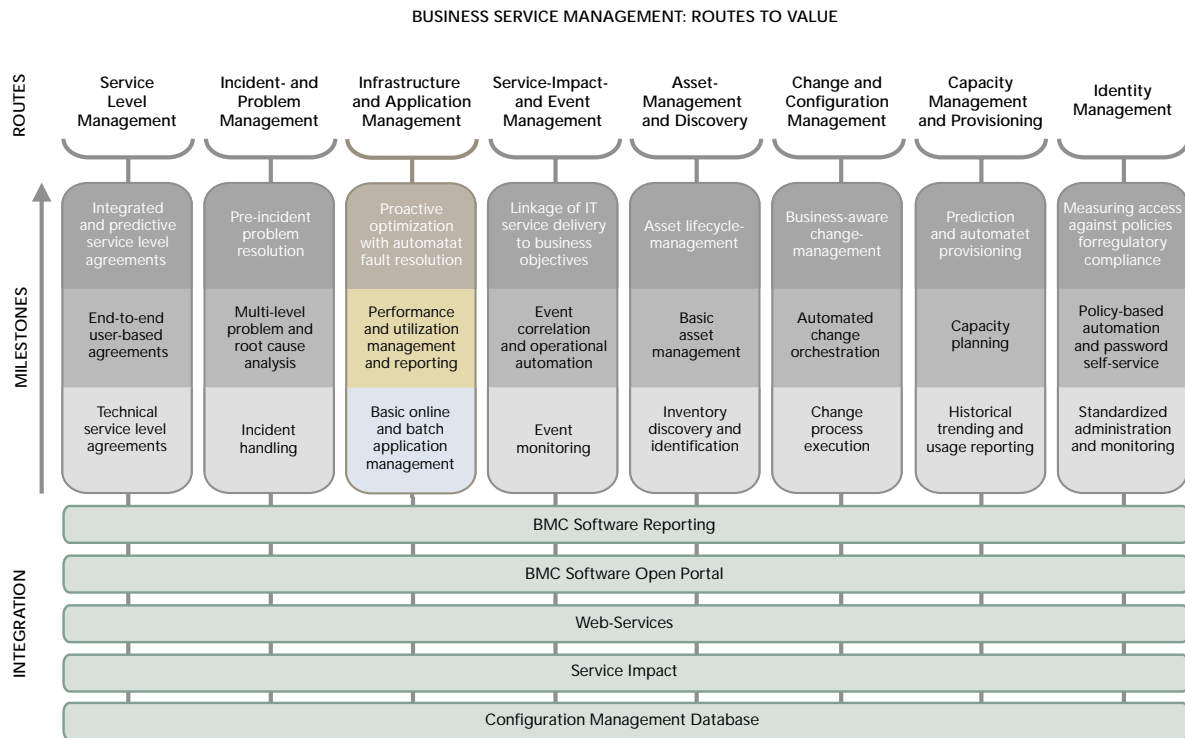 BUSINESS SERVICE MANAGEMENT: ROUTES TO VALUE
ROUTES
Service
Level
Management
Incident- and
Problem
Management
Infrastructure
and Application
Management
Service-Impact-
and Event
Management
Asset-
Management
and Discovery
Change and
Configuration
Management
Capacity
Management
and Provisioning
Identity
Management
MILESTONES
Integrated
and predictive
service level
agreements
Pre-incident
problem
resolution
Proactive
optimization
with automatat
fault resolution
Linkage of IT
service delivery
to business
objectives
Asset lifecycle-
management
Business-aware
change-
management
Prediction
and automatet
provisioning
Measuring access
against policies
forregulatory
compliance
End-to-end
user-based
agreements
Multi-level
problem and
root cause
analysis
Performance
and utilization
management
and reporting
Event
correlation
and operational
automation
Basic
asset
management
Automated
change
orchestration
Capacity
planning
Policy-based
automation
and password
self-service
Technical
service level
agreements
Incident
handling
Basic online
and batch
application
management
Event
monitoring
Inventory
discovery and
identification
Change
process
execution
Historical
trending and
usage reporting
Standardized
administration
and monitoring
INTEGRATION
BMC Software Reporting
BMC Software Open Portal
Web-Services
Service Impact
Configuration Management Database